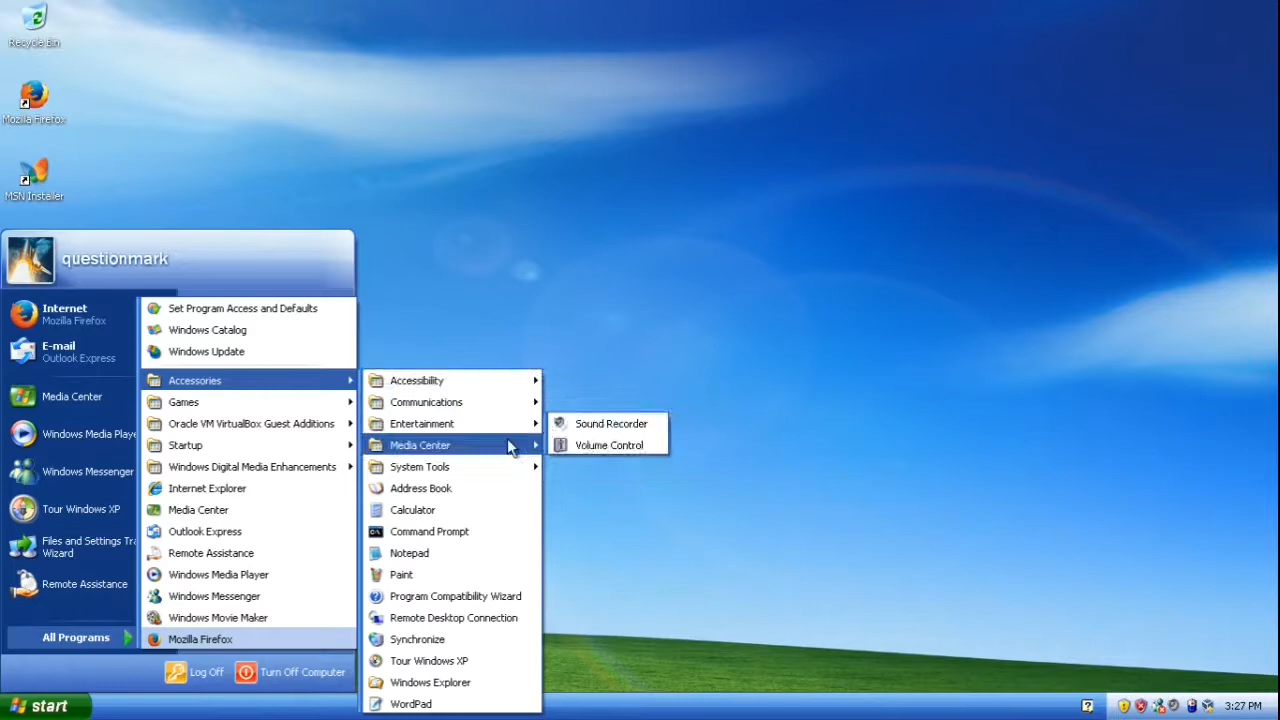 Recycle Bin
Mozilla Firefox
MSN Installer
questionmark
Internet
Mozilla Firefox
E-mail
Outlook Express
Media Center
Windows Media Playe
Windows Messenger
Tour Windows XP
Files and Settings Tra
Wizard
Remote Assistance
All Programs
Set Program Access and Defaults
Windows Catalog
Windows Update
Accessories
Games
Oracle VM VirtualBox Guest Additions
Startup
Windows Digital Media Enhancements
Internet Explorer
Media Center
Outlook Express
Remote Assistance
Windows Media Player
Windows Messenger
Windows Movie Maker
Mozilla Firefox
Accessibility
Communications
Entertainment
Media Center
System Tools
Address Book
Calculator
Command Prompt
Notepad
Paint
Program Compatibility Wizard
Remote Desktop Connection
Synchronize
Tour Windows XP
Windows Explorer
WordPad
Sound Recorder
Volume Control
Log Off
Turn Off Computer
start
3:27 PM